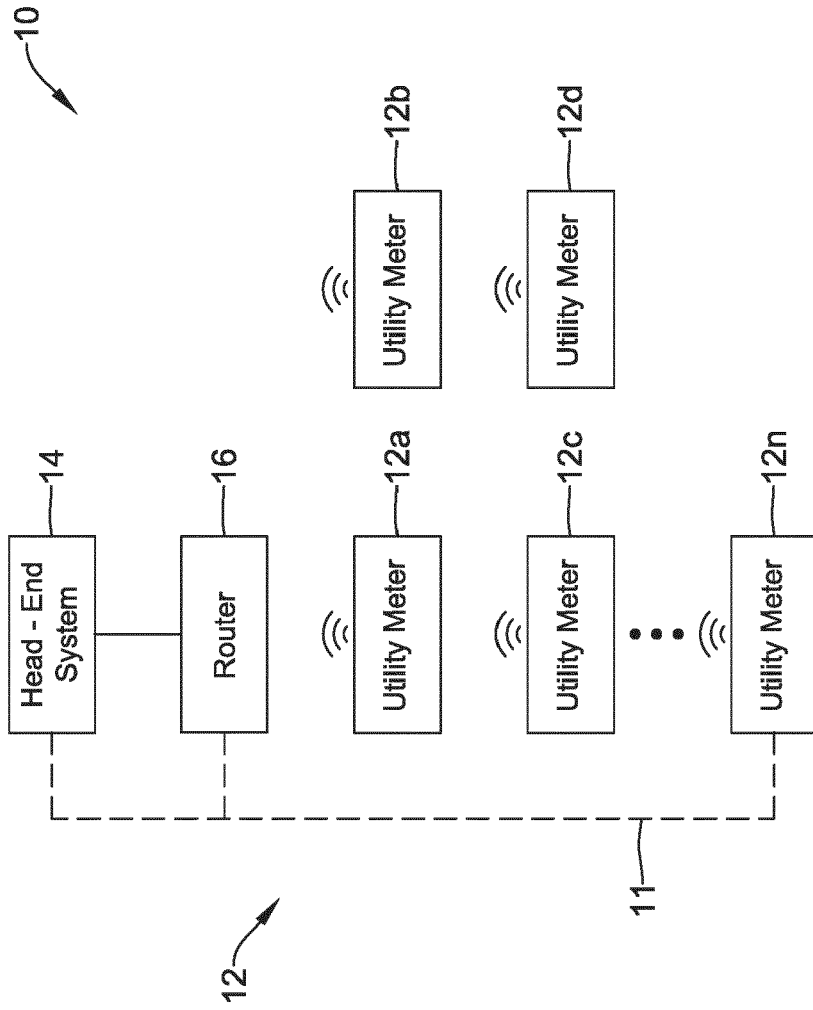 10
Head - End
System
14
12
Router
16
Utility Meter
12a
Utility Meter
12b
Utility Meter
12c
Utility Meter
12d
11
Utility Meter
12n